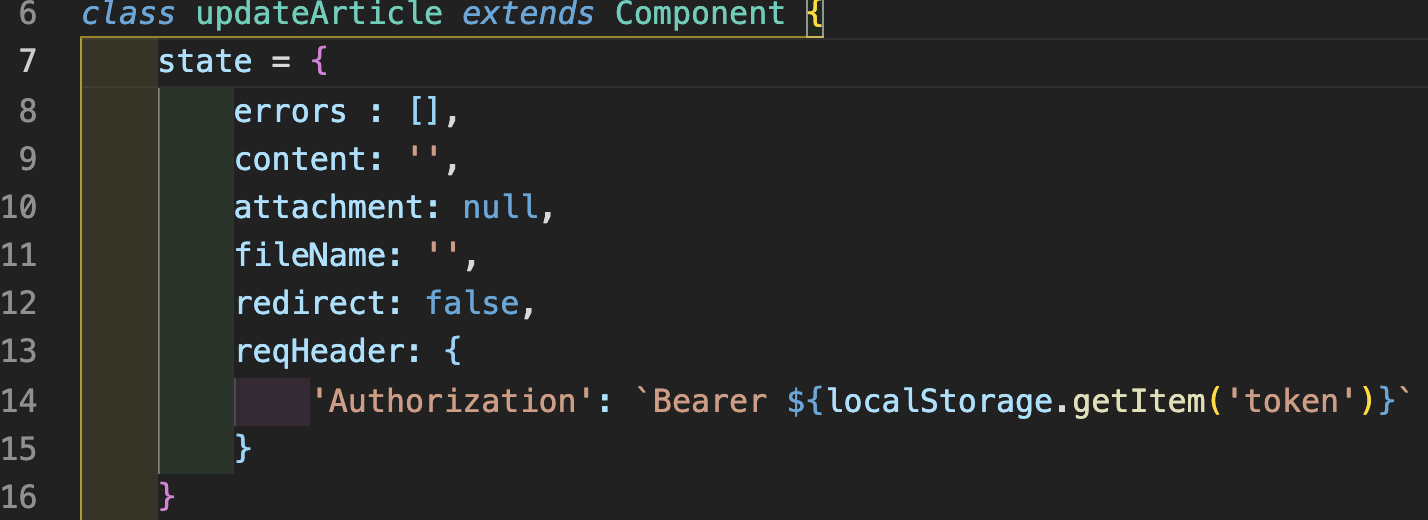 6 class updateArticle extends Component {
7 state = {
8 errors : [],
9 content: '',
10 attachment: null,
11 fileName: '',
12 redirect: false,
13 reqHeader: {
14 'Authorization': `Bearer ${localStorage.getItem('token')}`
15 }
16 }